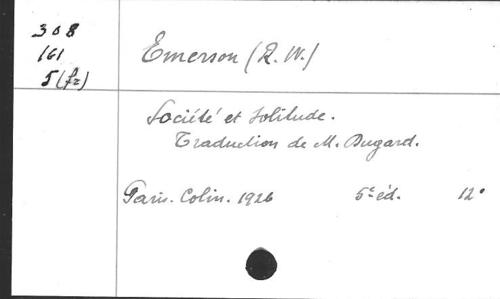 308
161
5(fr)
Emerson (R. W.)
Société et Solitude.
Traduction de M. Dugard.
Paris. Colin. 1926 5e éd. 12°